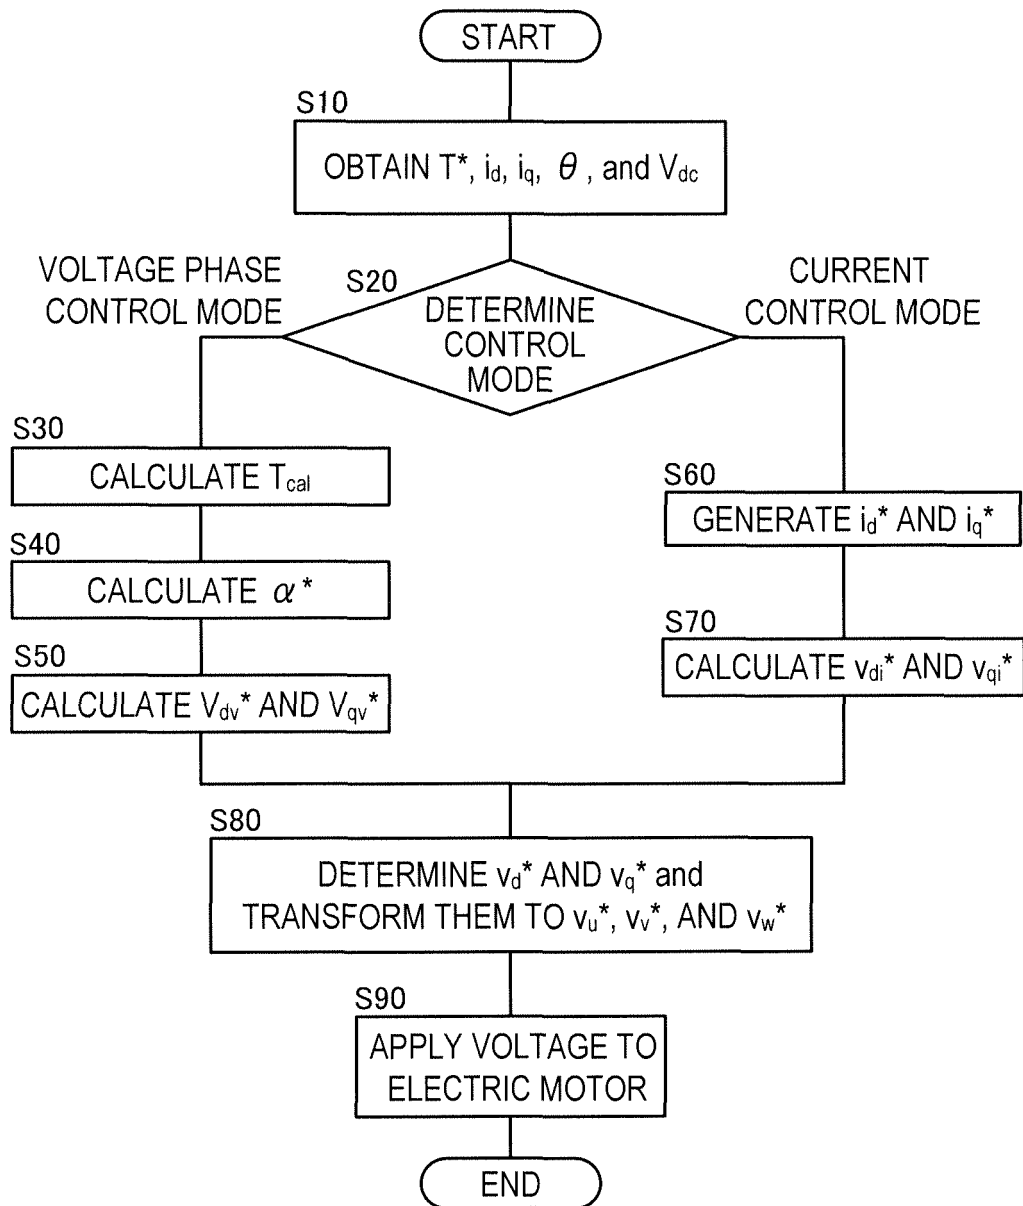 START
S10
OBTAIN T*, id, iq, θ, and Vdc
VOLTAGE PHASE
CONTROL MODE
S20
DETERMINE
CONTROL
MODE
CURRENT
CONTROL MODE
S30
CALCULATE Tcal
S40
CALCULATE α*
S50
CALCULATE Vdv* AND Vqv*
S60
GENERATE id* AND iq*
S70
CALCULATE vdi* AND vqi*
S80
DETERMINE vd* AND vq* and
TRANSFORM THEM TO vu*, vv*, AND vw*
S90
APPLY VOLTAGE TO
ELECTRIC MOTOR
END